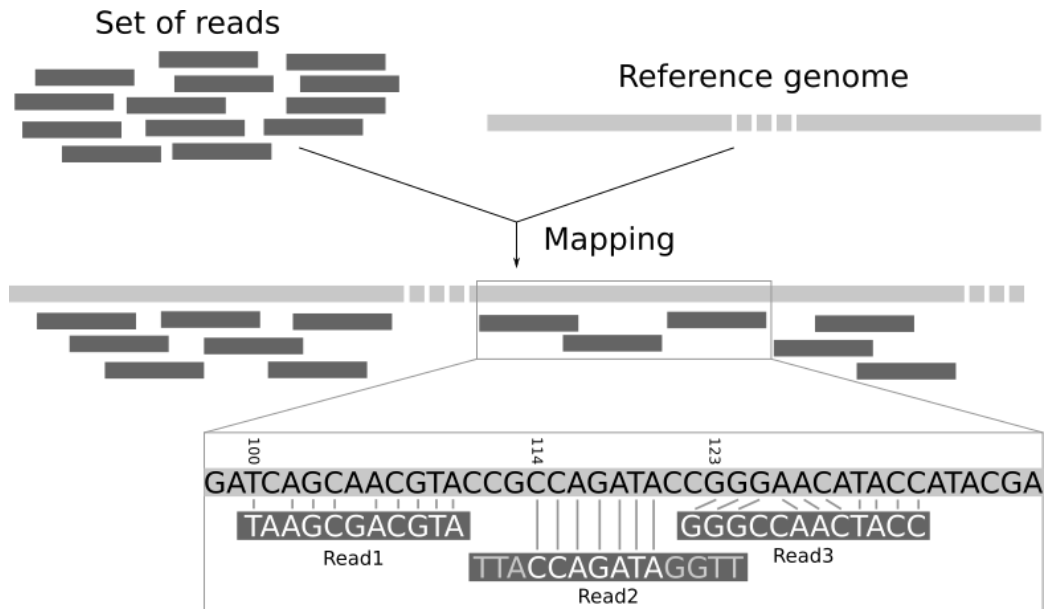 Set of reads
Reference genome
Mapping
100 114 123
GATCAGCAACGTACCGCCAGATACCGGGAACATACCATACGA
TAAGCGACGTA GGGCCAACTACC
Read1 Read3
TTACCAGATAGGTT
Read2